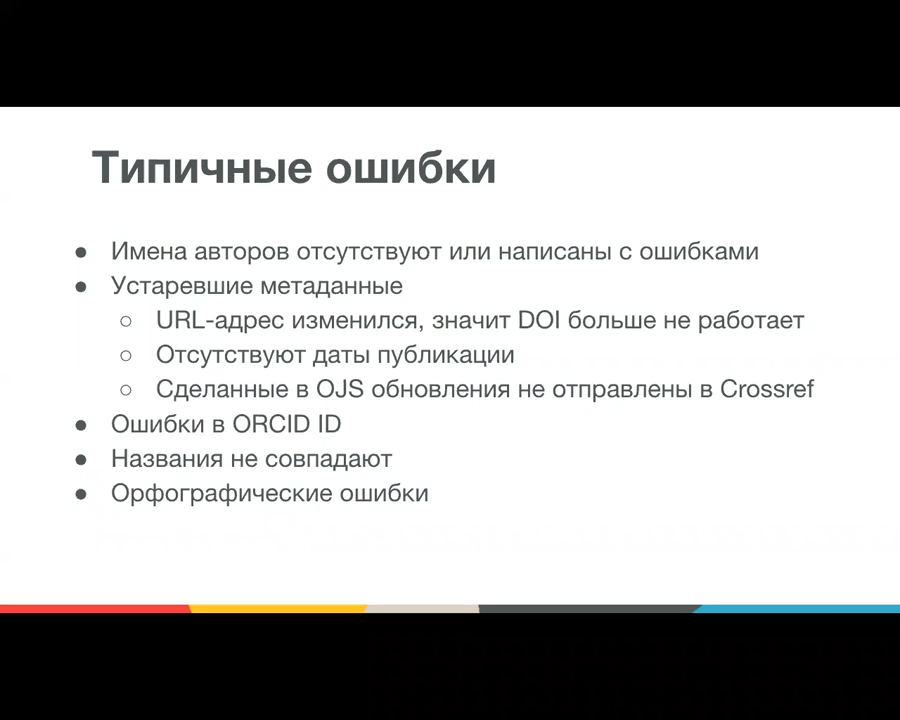 Типичные ошибки
● Имена авторов отсутствуют или написаны с ошибками
● Устаревшие метаданные
○ URL-адрес изменился, значит DOI больше не работает
○ Отсутствуют даты публикации
○ Сделанные в OJS обновления не отправлены в Crossref
● Ошибки в ORCID ID
● Названия не совпадают
● Орфографические ошибки